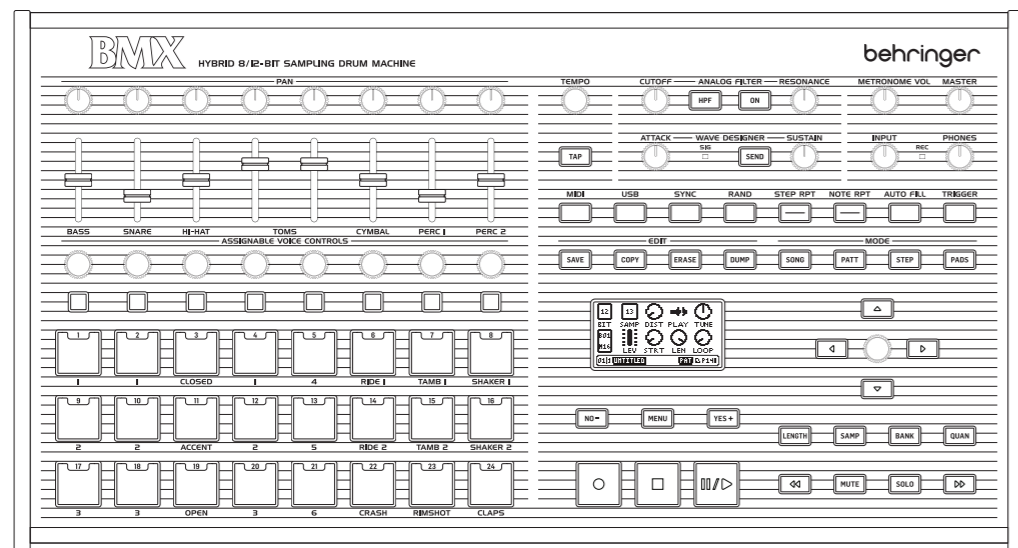 BMX HYBRID 8/12-BIT SAMPLING DRUM MACHINE
behringer
PAN
TEMPO
CUTOFF ANALOG FILTER RESONANCE
METRONOME VOL MASTER
HPF ON
ATTACK WAVE DESIGNER SUSTAIN
INPUT PHONES
SIG
REC
TAP
SEND
MIDI USB SYNC RAND STEP RPT NOTE RPT AUTO FILL TRIGGER
BASS SNARE HI-HAT TOMS CYMBAL PERC 1 PERC 2
ASSIGNABLE VOICE CONTROLS
EDIT
MODE
SAVE COPY ERASE DUMP SONG PATT STEP PADS
12 13
BIT SAMP DIST PLAY TUNE
B01
M16
LEV STRT LEN LOOP
01 UNTITLED PAT
1 2 3 4 5 6 7 8
1 1 CLOSED 1 4 RIDE 1 TAMB 1 SHAKER 1
9 10 11 12 13 14 15 16
2 2 ACCENT 2 5 RIDE 2 TAMB 2 SHAKER 2
NO- MENU YES+
LENGTH SAMP BANK QUAN
17 18 19 20 21 22 23 24
3 3 OPEN 3 6 CRASH RIMSHOT CLAPS
MUTE SOLO